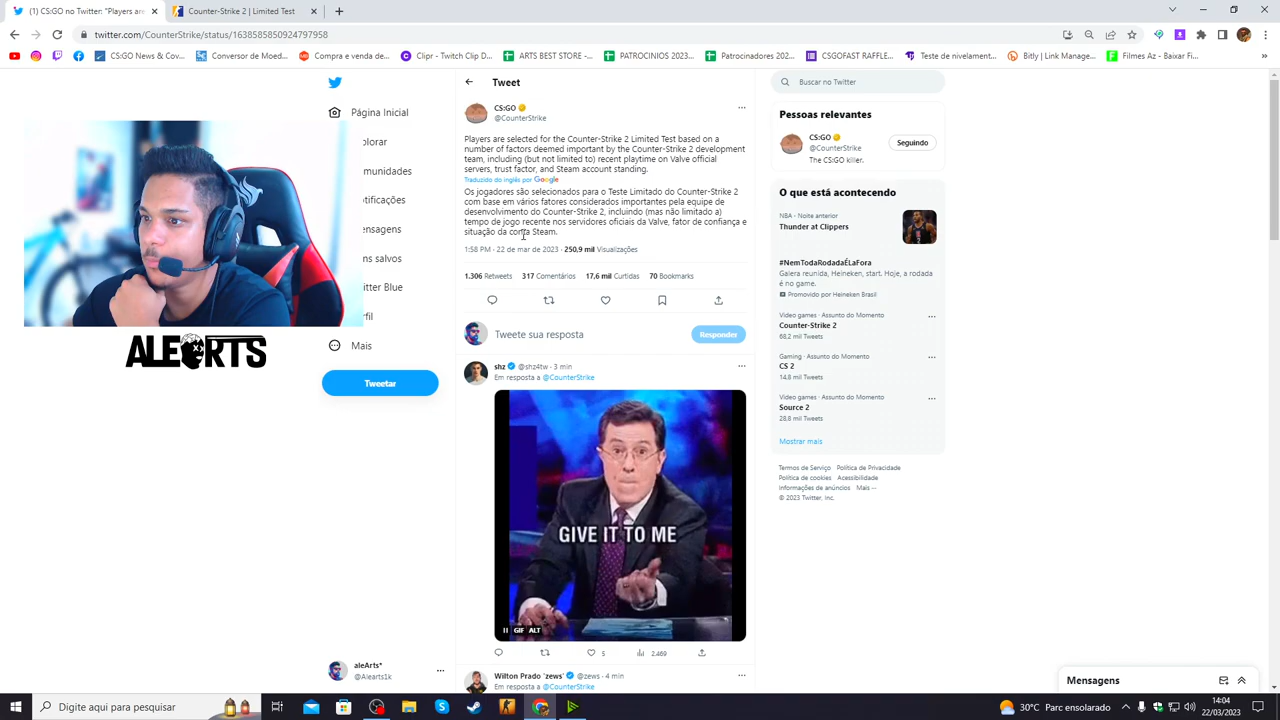 (1) CS:GO no Twitter: "Players are
Counter-Strike 2 Limited Test
twitter.com/CounterStrike/status/1638585850924797958
CS:GO News & Cov...
Conversor de Moed...
Compra e venda de...
Clipr - Twitch Clip D...
ARTS BEST STORE -...
PATROCINIOS 2023...
Patrocinadores 202...
CSGOFAST RAFFLE...
Teste de nivelament...
Bitly | Link Manage...
Filmes Az - Baixar Fi...
Página Inicial
plorar
munidades
tificações
ensagens
ns salvos
itter Blue
rfil
Mais
Tweetar
ALEARTS
aleArts*
@Alearts1k
Tweet
CS:GO
@CounterStrike
Players are selected for the Counter-Strike 2 Limited Test based on a
number of factors deemed important by the Counter-Strike 2 development
team, including (but not limited to) recent playtime on Valve official
servers, trust factor, and Steam account standing.
Traduzido do inglês por Google
Os jogadores são selecionados para o Teste Limitado do Counter-Strike 2
com base em vários fatores considerados importantes pela equipe de
desenvolvimento do Counter-Strike 2, incluindo (mas não limitado a)
tempo de jogo recente nos servidores oficiais da Valve, fator de confiança e
situação da conta Steam.
1:58 PM · 22 de mar de 2023 · 250,9 mil Visualizações
1.306 Retweets 317 Comentários 17,6 mil Curtidas 70 Bookmarks
Tweete sua resposta
Responder
shz @shz4tw · 3 min
Em resposta a @CounterStrike
GIVE IT TO ME
GIF ALT
5
2.469
Wilton Prado 'zews' @zews · 4 min
Em resposta a @CounterStrike
Buscar no Twitter
Pessoas relevantes
CS:GO
@CounterStrike
The CS:GO killer.
Seguindo
O que está acontecendo
NBA · Noite anterior
Thunder at Clippers
#NemTodaRodadaÉLaFora
Galera reunida, Heineken, start. Hoje, a rodada
é no game.
Promovido por Heineken Brasil
Video games · Assunto do Momento
Counter-Strike 2
68,2 mil Tweets
Gaming · Assunto do Momento
CS 2
14,8 mil Tweets
Video games · Assunto do Momento
Source 2
28,8 mil Tweets
Mostrar mais
Termos de Serviço Política de Privacidade
Política de cookies Acessibilidade
Informações de anúncios Mais ···
© 2023 Twitter, Inc.
Mensagens
Digite aqui para pesquisar
30°C Parc ensolarado
14:04
22/03/2023